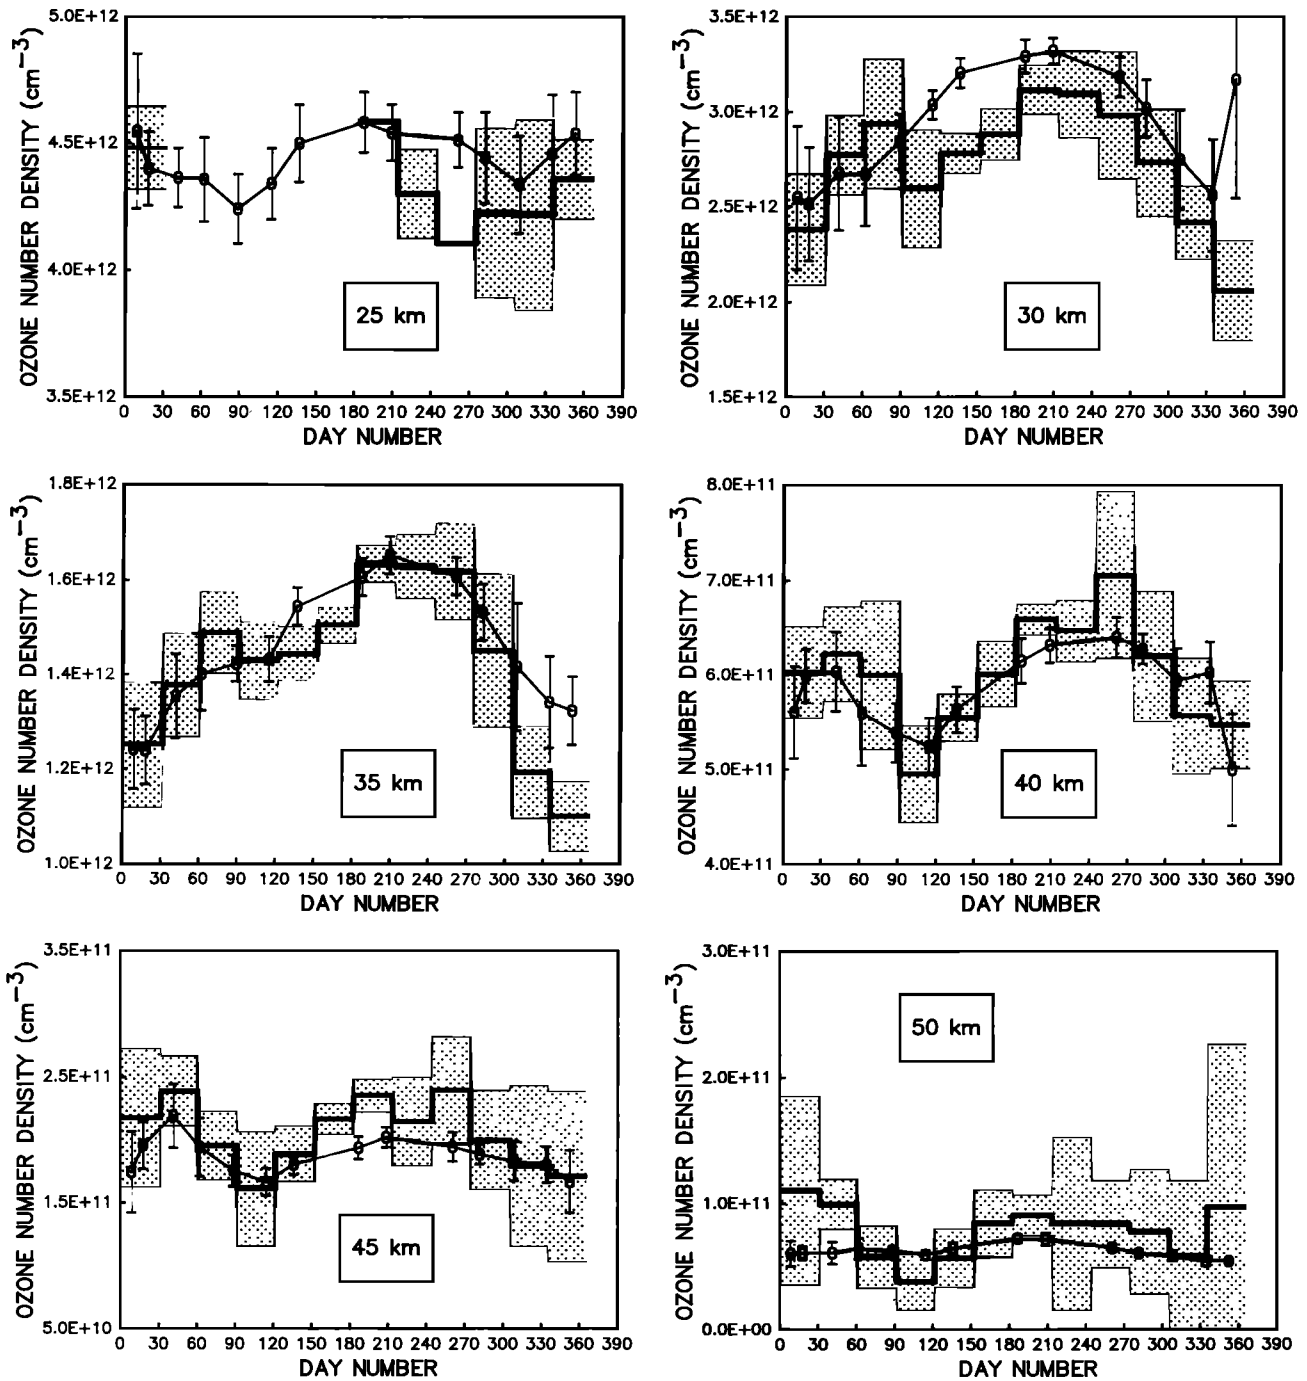 5.0E+12
4.5E+12
4.0E+12
3.5E+12
OZONE NUMBER DENSITY (cm−3)
25 km
0 30 60 90 120 150 180 210 240 270 300 330 360 390
DAY NUMBER
3.5E+12
3.0E+12
2.5E+12
2.0E+12
1.5E+12
OZONE NUMBER DENSITY (cm−3)
30 km
0 30 60 90 120 150 180 210 240 270 300 330 360 390
DAY NUMBER
1.8E+12
1.6E+12
1.4E+12
1.2E+12
1.0E+12
OZONE NUMBER DENSITY (cm−3)
35 km
0 30 60 90 120 150 180 210 240 270 300 330 360 390
DAY NUMBER
8.0E+11
7.0E+11
6.0E+11
5.0E+11
4.0E+11
OZONE NUMBER DENSITY (cm−3)
40 km
0 30 60 90 120 150 180 210 240 270 300 330 360 390
DAY NUMBER
3.5E+11
2.5E+11
1.5E+11
5.0E+10
OZONE NUMBER DENSITY (cm−3)
45 km
0 30 60 90 120 150 180 210 240 270 300 330 360 390
DAY NUMBER
3.0E+11
2.0E+11
1.0E+11
0.0E+00
OZONE NUMBER DENSITY (cm−3)
50 km
0 30 60 90 120 150 180 210 240 270 300 330 360 390
DAY NUMBER